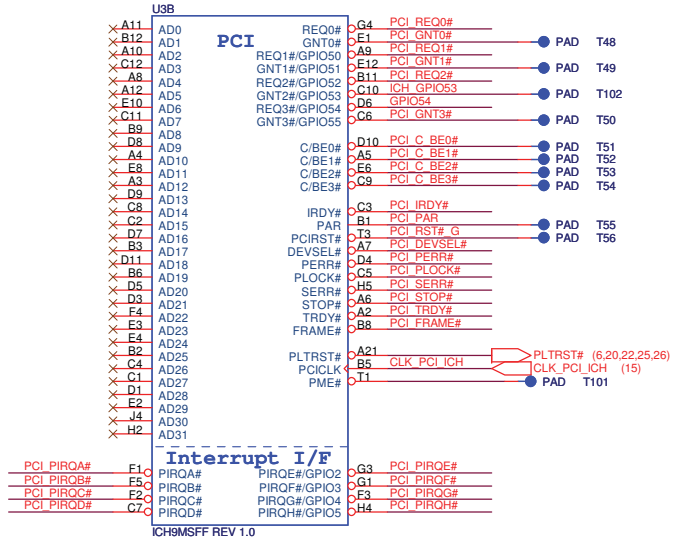 U3B
PCI
A11 AD0 REQ0# G4 PCI_REQ0#
B12 AD1 GNT0# E1 PCI_GNT0# PAD T48
A10 AD2 REQ1#/GPIO50 A9 PCI_REQ1#
C12 AD3 GNT1#/GPIO51 E12 PCI_GNT1# PAD T49
A8 AD4 REQ2#/GPIO52 B11 PCI_REQ2#
A12 AD5 GNT2#/GPIO53 C10 ICH_GPIO53 PAD T102
E10 AD6 REQ3#/GPIO54 D6 GPIO54
C11 AD7 GNT3#/GPIO55 C6 PCI_GNT3# PAD T50
B9 AD8
D8 AD9 C/BE0# D10 PCI_C_BE0# PAD T51
A4 AD10 C/BE1# A5 PCI_C_BE1# PAD T52
E8 AD11 C/BE2# E6 PCI_C_BE2# PAD T53
A3 AD12 C/BE3# C9 PCI_C_BE3# PAD T54
D9 AD13
C8 AD14 IRDY# C3 PCI_IRDY#
C2 AD15 PAR B1 PCI_PAR PAD T55
D7 AD16 PCIRST# T3 PCI_RST#_G PAD T56
B3 AD17 DEVSEL# A7 PCI_DEVSEL#
D11 AD18 PERR# D4 PCI_PERR#
B6 AD19 PLOCK# C5 PCI_PLOCK#
D5 AD20 SERR# H5 PCI_SERR#
D3 AD21 STOP# A6 PCI_STOP#
F4 AD22 TRDY# A2 PCI_TRDY#
E3 AD23 FRAME# B8 PCI_FRAME#
E4 AD24
B2 AD25 PLTRST# A21 PLTRST# (6,20,22,25,26)
C4 AD26 PCICLK B5 CLK_PCI_ICH CLK_PCI_ICH (15)
C1 AD27 PME# T1 PAD T101
D1 AD28
E2 AD29
J4 AD30
H2 AD31
Interrupt I/F
PCI_PIRQA# F1 PIRQA# PIRQE#/GPIO2 G3 PCI_PIRQE#
PCI_PIRQB# F5 PIRQB# PIRQF#/GPIO3 G1 PCI_PIRQF#
PCI_PIRQC# F2 PIRQC# PIRQG#/GPIO4 F3 PCI_PIRQG#
PCI_PIRQD# C7 PIRQD# PIRQH#/GPIO5 H4 PCI_PIRQH#
ICH9MSFF REV 1.0